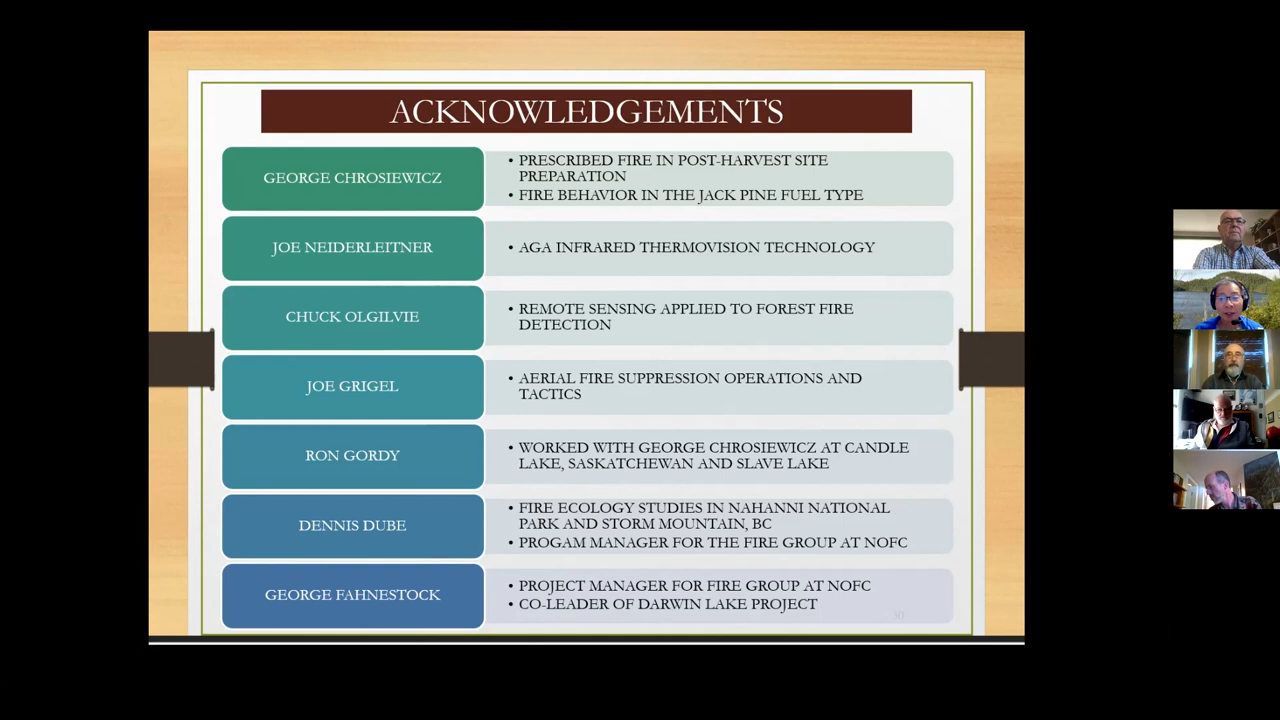 ACKNOWLEDGEMENTS
GEORGE CHROSIEWICZ
• PRESCRIBED FIRE IN POST-HARVEST SITE
PREPARATION
• FIRE BEHAVIOR IN THE JACK PINE FUEL TYPE
JOE NEIDERLEITNER
• AGA INFRARED THERMOVISION TECHNOLOGY
CHUCK OLGILVIE
• REMOTE SENSING APPLIED TO FOREST FIRE
DETECTION
JOE GRIGEL
• AERIAL FIRE SUPPRESSION OPERATIONS AND
TACTICS
RON GORDY
• WORKED WITH GEORGE CHROSIEWICZ AT CANDLE
LAKE, SASKATCHEWAN AND SLAVE LAKE
DENNIS DUBE
• FIRE ECOLOGY STUDIES IN NAHANNI NATIONAL
PARK AND STORM MOUNTAIN, BC
• PROGAM MANAGER FOR THE FIRE GROUP AT NOFC
GEORGE FAHNESTOCK
• PROJECT MANAGER FOR FIRE GROUP AT NOFC
• CO-LEADER OF DARWIN LAKE PROJECT
30